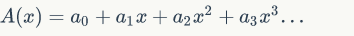 A(x) = a₀ + a₁x + a₂x² + a₃x³...